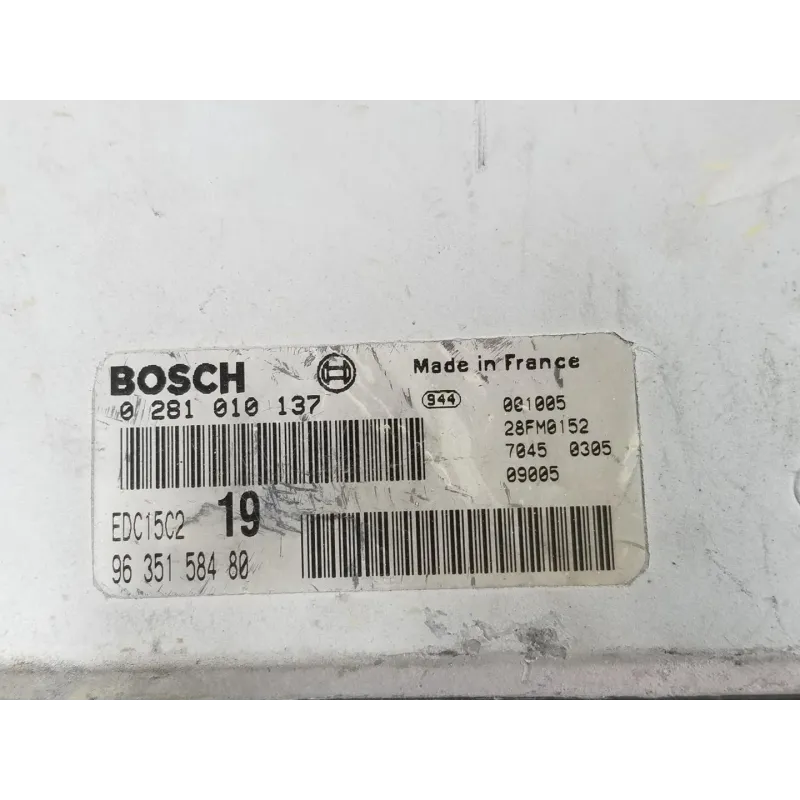 BOSCH
Made in France
0 281 010 137
944
001005
28FM0152
7045 0305
09005
EDC15C2
19
96 351 584 80